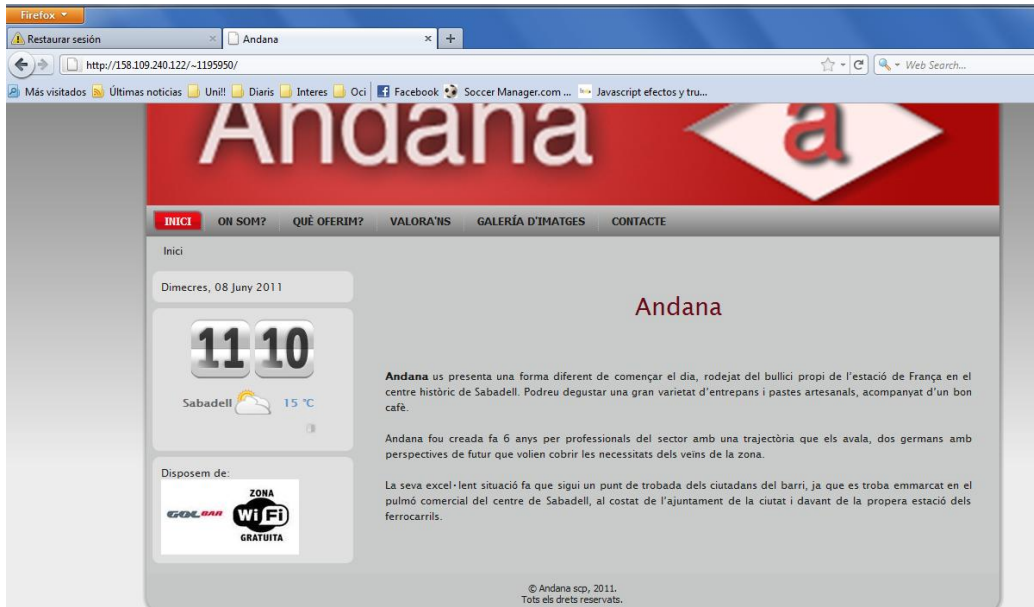 Firefox
Restaurar sesión
Andana
http://158.109.240.122/~1195950/
Web Search...
Más visitados Últimas noticias Uni!! Diaris Interes Oci Facebook Soccer Manager.com ... Javascript efectos y tru...
Andana a
INICI ON SOM? QUÈ OFERIM? VALORA'NS GALERÍA D'IMATGES CONTACTE
Inici
Dimecres, 08 Juny 2011
11 10
Sabadell 15 °C
Disposem de:
GOL BAR
ZONA
WiFi
GRATUITA
Andana
Andana us presenta una forma diferent de començar el dia, rodejat del bullici propi de l'estació de França en el
centre històric de Sabadell. Podreu degustar una gran varietat d'entrepans i pastes artesanals, acompanyat d'un bon
cafè.
Andana fou creada fa 6 anys per professionals del sector amb una trajectòria que els avala, dos germans amb
perspectives de futur que volien cobrir les necessitats dels veïns de la zona.
La seva excel·lent situació fa que sigui un punt de trobada dels ciutadans del barri, ja que es troba emmarcat en el
pulmó comercial del centre de Sabadell, al costat de l'ajuntament de la ciutat i davant de la propera estació dels
ferrocarrils.
© Andana scp, 2011.
Tots els drets reservats.